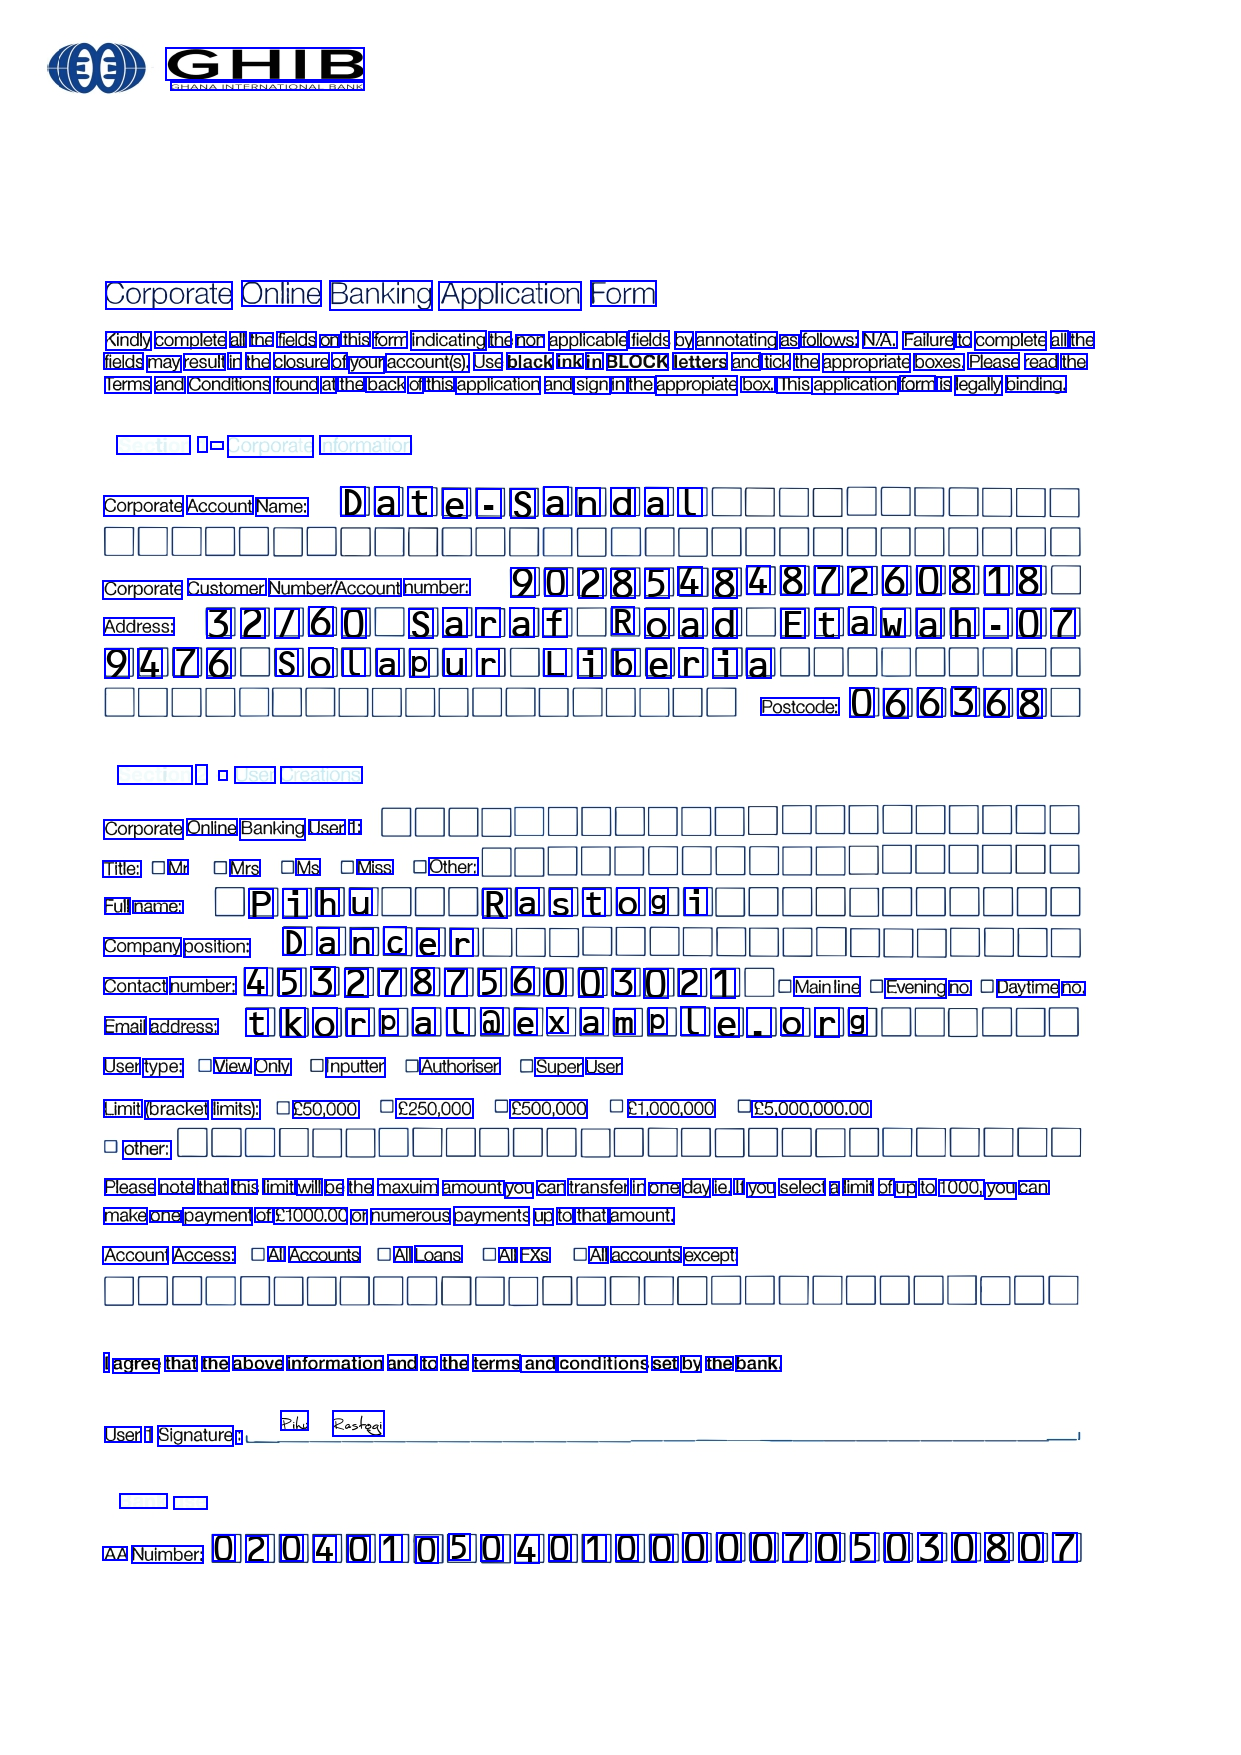 GHIB
GHANA INTERNATIONAL BANK
Corporate Online Banking Application Form
Kindly complete all the fields on this form indicating the non applicable fields by annotating as follows: N/A. Failure to complete all the
fields may result in the closure of your account(s). Use black ink in BLOCK letters and tick the appropriate boxes. Please read the
Terms and Conditions found at the back of this application and sign in the appropiate box. This application form is legally binding.
Corporate Information
Corporate Account Name: Date-Sandal
Corporate Customer Number/Account number: 9028548487260818
Address: 32/60 Saraf Road Etawah-07
9476 Solapur Liberia
Postcode: 066368
Section - User Creations
Corporate Online Banking User 1:
Title: Mr Mrs Ms Miss Other:
Full name: Pihu Rastogi
Company position: Dancer
Contact number: 453278756003021 Main line Evening no Daytime no.
Email address: tkorpal@example.org
User type: View Only Inputter Authoriser Super User
Limit (bracket limits): £50,000 £250,000 £500,000 £1,000,000 £5,000,000.00
other:
Please note that this limit will be the maxuim amount you can transfer in one day ie. If you select a limit of up to 1000, you can
make one payment of £1000.00 or numerous payments up to that amount.
Account Access: All Accounts All Loans All FXs All accounts except
I agree that the above information and to the terms and conditions set by the bank.
User 1 Signature : Pihu Rastogi
AA Nuimber: 02040105040100000705030807